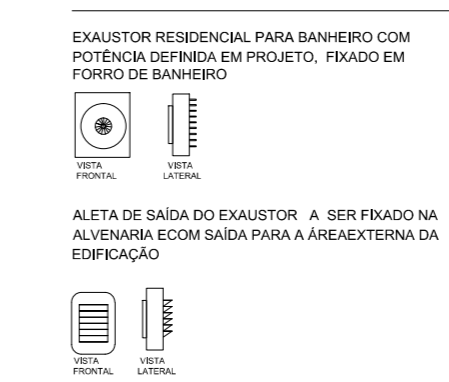 EXAUSTOR RESIDENCIAL PARA BANHEIRO COM
POTÊNCIA DEFINIDA EM PROJETO, FIXADO EM
FORRO DE BANHEIRO
VISTA
FRONTAL
VISTA
LATERAL
ALETA DE SAÍDA DO EXAUSTOR A SER FIXADO NA
ALVENARIA ECOM SAÍDA PARA A ÁREAEXTERNA DA
EDIFICAÇÃO
VISTA
FRONTAL
VISTA
LATERAL